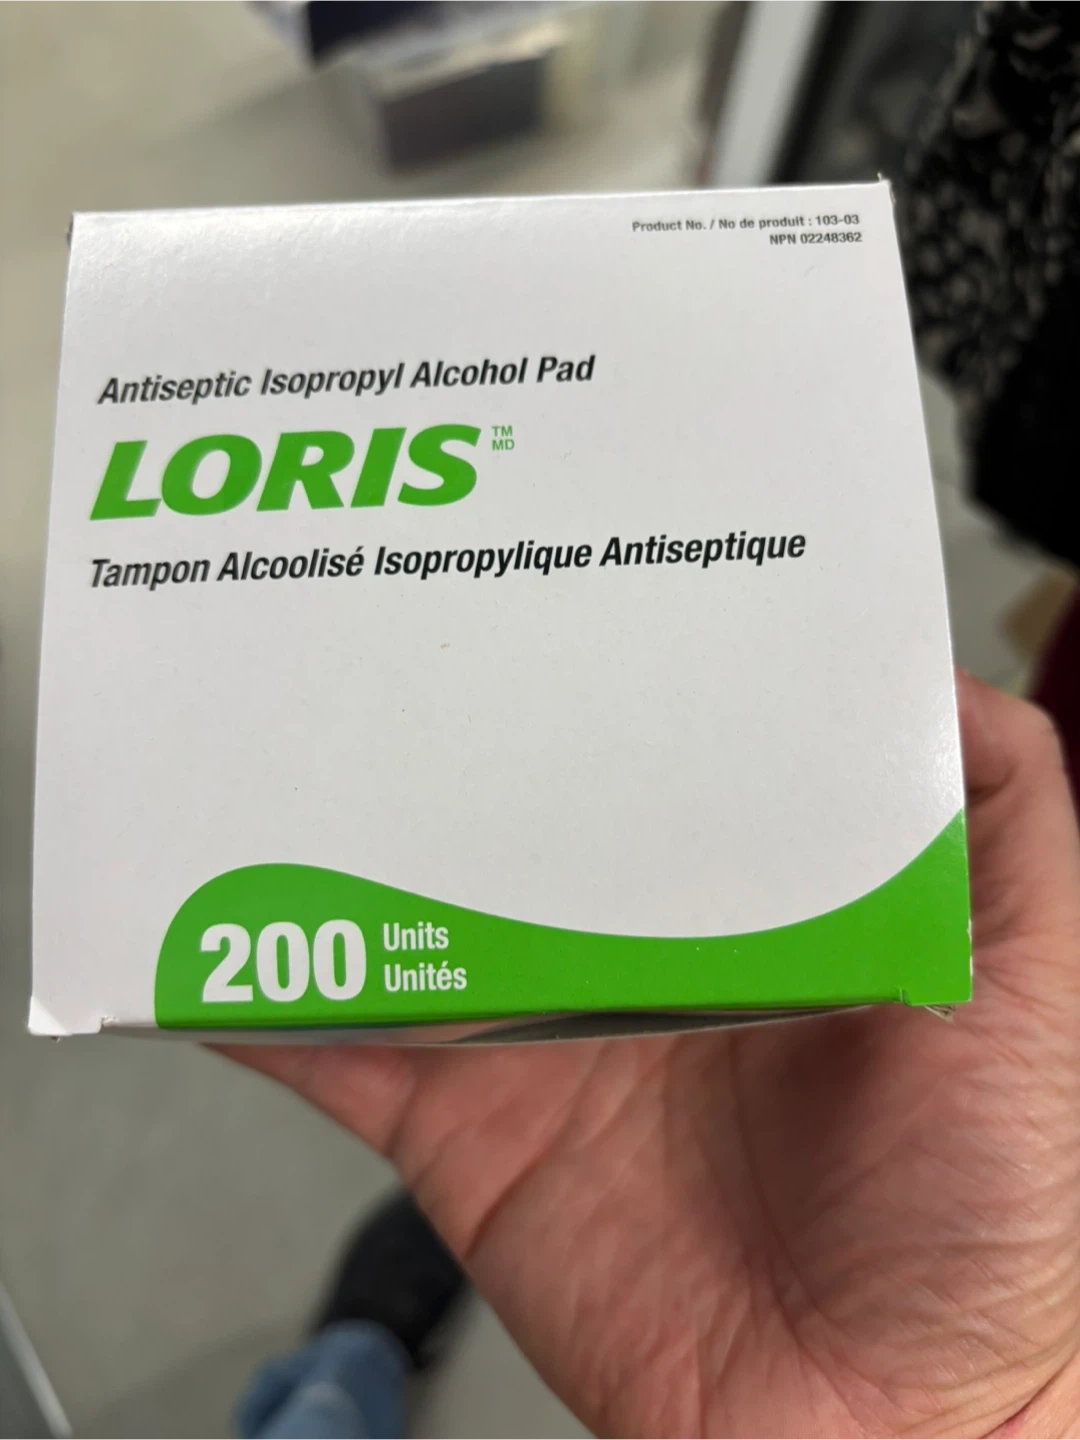 Product No. / No de produit : 103-03
NPN 02248362
Antiseptic Isopropyl Alcohol Pad
LORIS TM
MD
Tampon Alcoolisé Isopropylique Antiseptique
200 Units
Unités